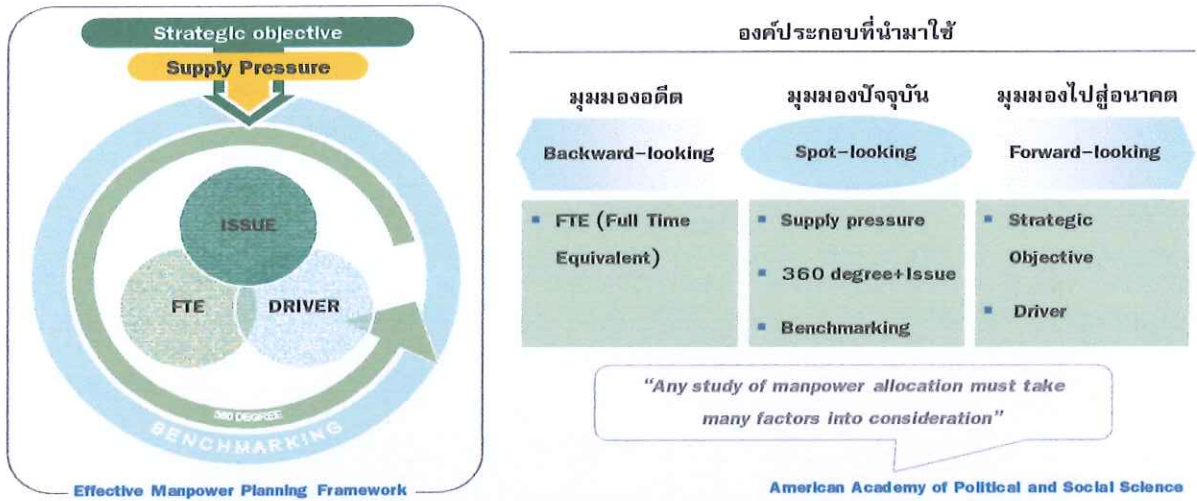 Strategic objective
Supply Pressure
ISSUE
FTE
DRIVER
360 DEGREE
BENCHMARKING
Effective Manpower Planning Framework
องค์ประกอบที่นำมาใช้
มุมมองอดีต
มุมมองปัจจุบัน
มุมมองไปสู่อนาคต
Backward-looking
Spot-looking
Forward-looking
FTE (Full Time
Equivalent)
Supply pressure
360 degree+Issue
Benchmarking
Strategic
Objective
Driver
"Any study of manpower allocation must take
many factors into consideration"
American Academy of Political and Social Science